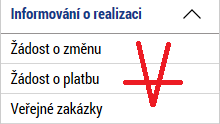 Informování o realizaci
Žádost o změnu
Žádost o platbu
Veřejné zakázky